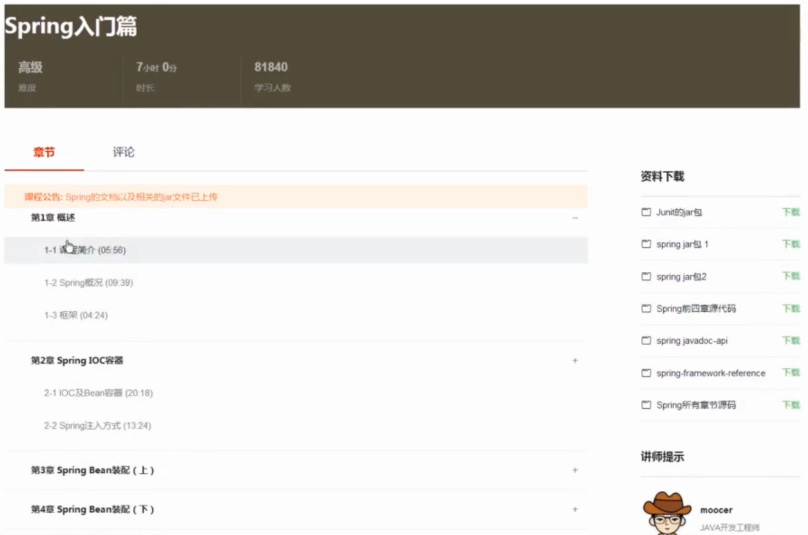 Spring入门篇
高级
难度
7小时 0分
时长
81840
学习人数
章节
评论
课程公告: Spring的文档以及相关的jar文件已上传
第1章 概述
1-1 课程简介 (05:56)
1-2 Spring概况 (09:39)
1-3 框架 (04:24)
第2章 Spring IOC容器
2-1 IOC及Bean容器 (20:18)
2-2 Spring注入方式 (13:24)
第3章 Spring Bean装配 ( 上 )
第4章 Spring Bean装配 ( 下 )
资料下载
Junit的jar包 下载
spring jar包 1 下载
spring jar包2 下载
Spring前四章源代码 下载
spring javadoc-api 下载
spring-framework-reference 下载
Spring所有章节源码 下载
讲师提示
moocer
JAVA开发工程师